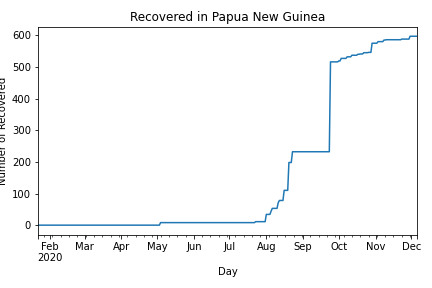 Recovered in Papua New Guinea
Number of Recovered
600
500
400
300
200
100
0
Feb Mar Apr May Jun Jul Aug Sep Oct Nov Dec
2020
Day